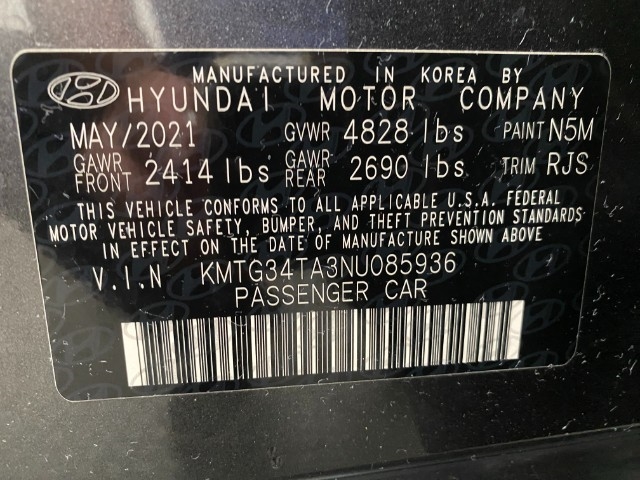 MANUFACTURED IN KOREA BY
HYUNDAI MOTOR COMPANY
MAY/2021 GVWR 4828 lbs PAINT N5M
GAWR FRONT 2414 lbs GAWR REAR 2690 lbs TRIM RJS
THIS VEHICLE CONFORMS TO ALL APPLICABLE U.S.A. FEDERAL
MOTOR VEHICLE SAFETY, BUMPER, AND THEFT PREVENTION STANDARDS
IN EFFECT ON THE DATE OF MANUFACTURE SHOWN ABOVE.
V.I.N KMTG34TA3NU085936
PASSENGER CAR